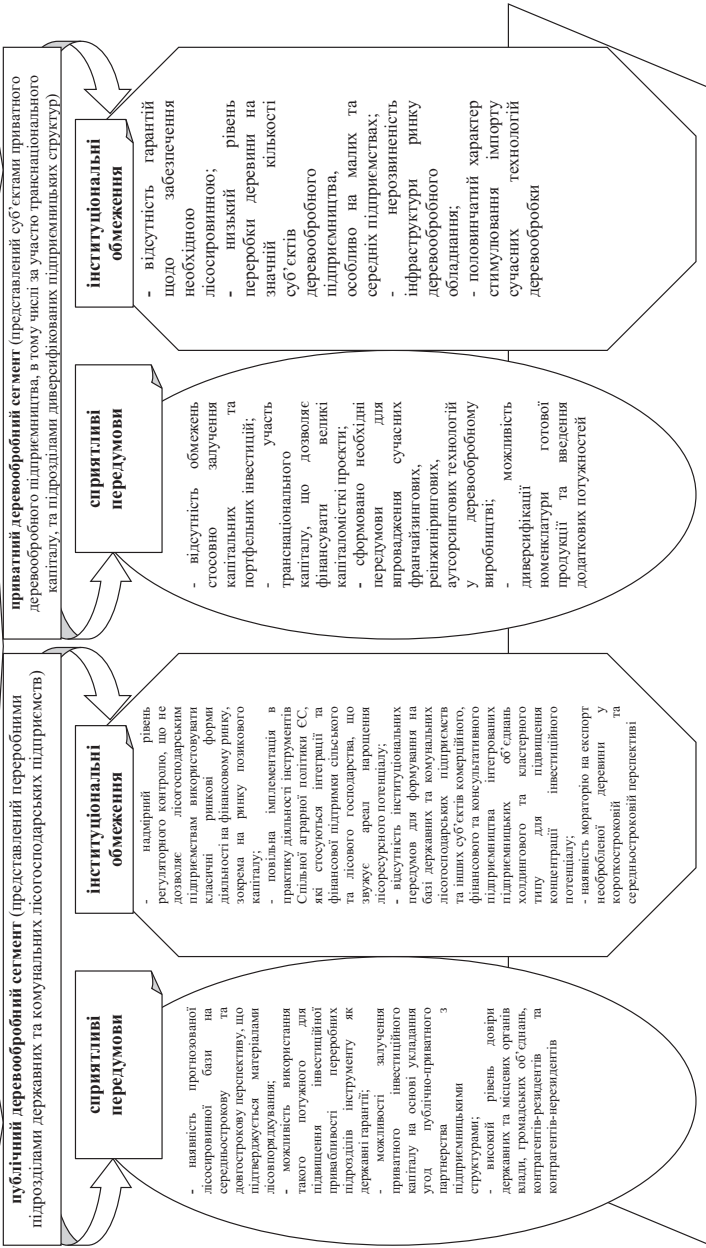 публічний деревообробний сегмент (представлений переробними
підрозділами державних та комунальних лісогосподарських підприємств)
сприятливі
передумови
- наявність прогнозованої
лісосировинної бази на
середньострокову та
довгострокову перспективу, що
підтверджується матеріалами
лісовпорядкування;
- можливість використання
такого потужного для
підвищення інвестиційної
привабливості переробних
підрозділів інструменту як
державні гарантії;
- можливості залучення
приватного інвестиційного
капіталу на основі укладання
угод публічно-приватного
партнерства з
підприємницькими
структурами;
- високий рівень довіри
державних та місцевих органів
влади, громадських об’єднань,
контрагентів-резидентів та
контрагентів-нерезидентів
інституціональні
обмеження
- надмірний рівень
регуляторного контролю, що не
дозволяє лісогосподарським
підприємствам використовувати
класичні ринкові форми
діяльності на фінансовому ринку,
зокрема на ринку позикового
капіталу;
- повільна імплементація в
практику діяльності інструментів
Спільної аграрної політики ЄС,
які стосуються інтеграції та
фінансової підтримки сільського
та лісового господарства, що
звужує ареал нарощення
лісоресурсного потенціалу;
- відсутність інституціональних
передумов для формування на
базі державних та комунальних
лісогосподарських підприємств
та інших суб’єктів комерційного,
фінансового та консультативного
підприємництва інтегрованих
підприємницьких об’єднань
холдингового та кластерного
типу для підвищення
концентрації інвестиційного
потенціалу;
- наявність мораторію на експорт
необробленої деревини у
короткостроковій та
середньостроковій перспективі
приватний деревообробний сегмент (представлений суб’єктами приватного
деревообробного підприємництва, в тому числі за участю транснаціонального
капіталу, та підрозділами диверсифікованих підприємницьких структур)
сприятливі
передумови
- відсутність обмежень
стосовно залучення
капітальних та
портфельних інвестицій;
- участь
транснаціонального
капіталу, що дозволяє
фінансувати великі
капіталомісткі проєкти;
- сформовано необхідні
передумови для
впровадження сучасних
франчайзингових,
реінжинірингових,
аутсорсингових технологій
у деревообробному
виробництві;
- можливість
диверсифікації
номенклатури готової
продукції та введення
додаткових потужностей
інституціональні
обмеження
- відсутність гарантій
щодо забезпечення
необхідною
лісосировинною;
- низький рівень
переробки деревини на
значній кількості
суб’єктів
деревообробного
підприємництва,
особливо на малих та
середніх підприємствах;
- нерозвиненість
інфраструктури ринку
деревообробного
обладнання;
- половинчатий характер
стимулювання імпорту
сучасних технологій
деревообробки